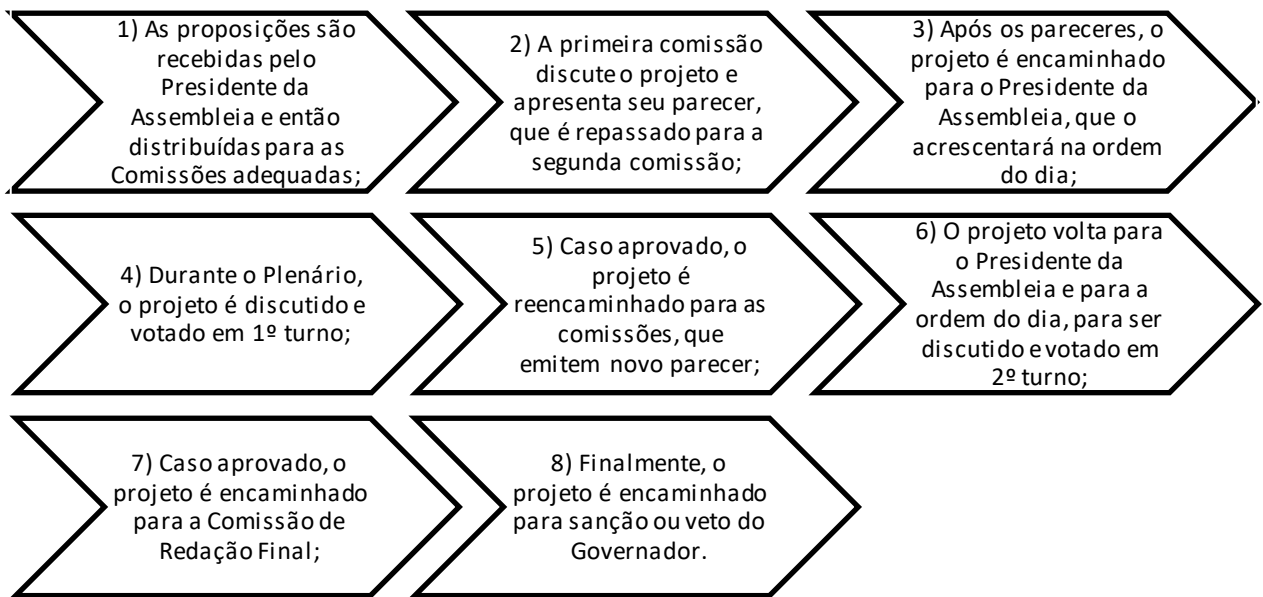 1) As proposições são
recebidas pelo
Presidente da
Assembleia e então
distribuídas para as
Comissões adequadas;
2) A primeira comissão
discute o projeto e
apresenta seu parecer,
que é repassado para a
segunda comissão;
3) Após os pareceres, o
projeto é encaminhado
para o Presidente da
Assembleia, que o
acrescentará na ordem
do dia;
4) Durante o Plenário,
o projeto é discutido e
votado em 1º turno;
5) Caso aprovado, o
projeto é
reencaminhado para as
comissões, que
emitem novo parecer;
6) O projeto volta para
o Presidente da
Assembleia e para a
ordem do dia, para ser
discutido e votado em
2º turno;
7) Caso aprovado, o
projeto é encaminhado
para a Comissão de
Redação Final;
8) Finalmente, o
projeto é encaminhado
para sanção ou veto do
Governador.